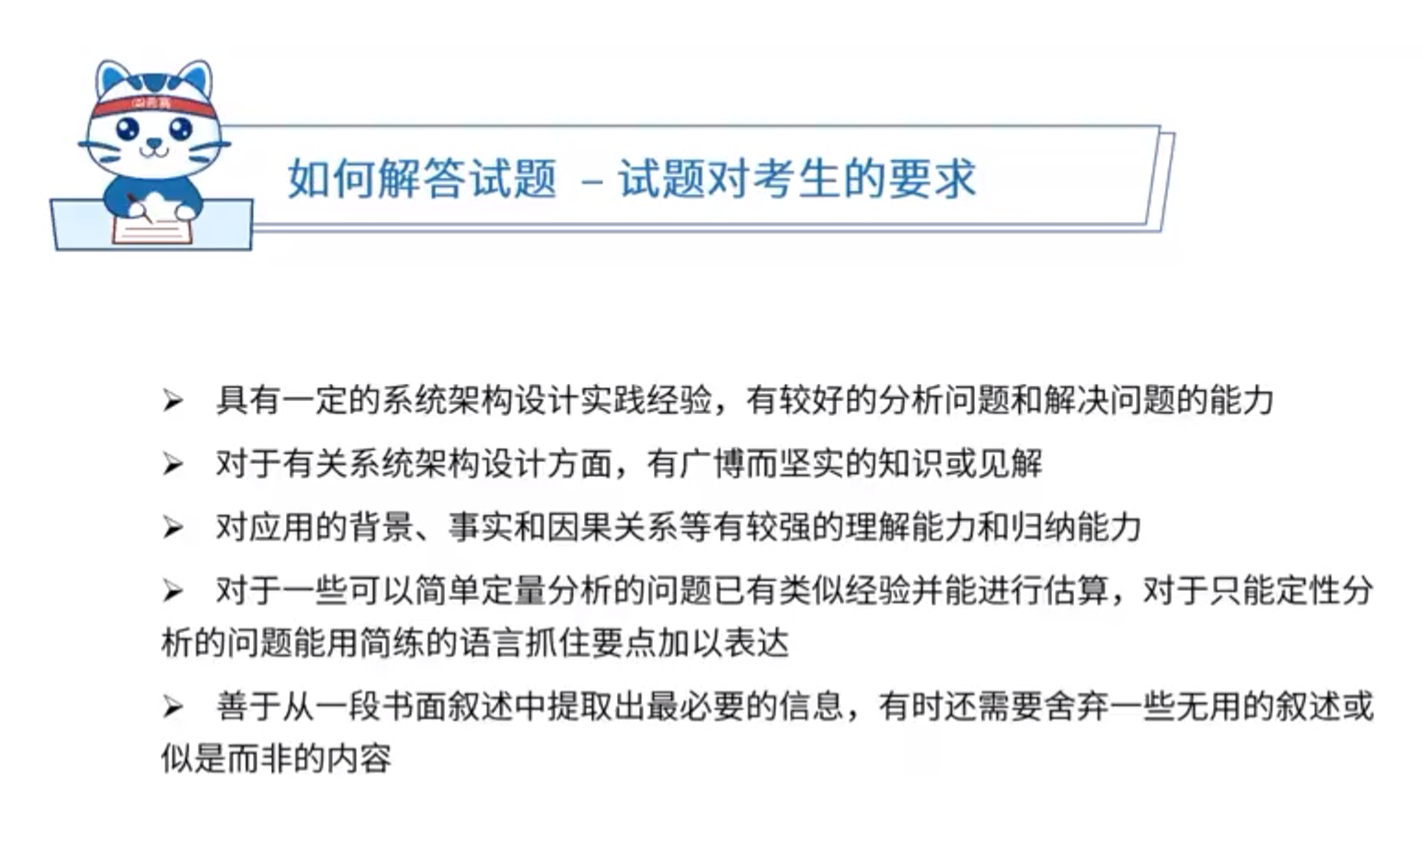 如何解答试题 – 试题对考生的要求
➢ 具有一定的系统架构设计实践经验，有较好的分析问题和解决问题的能力
➢ 对于有关系统架构设计方面，有广博而坚实的知识或见解
➢ 对应用的背景、事实和因果关系等有较强的理解能力和归纳能力
➢ 对于一些可以简单定量分析的问题已有类似经验并能进行估算，对于只能定性分
析的问题能用简练的语言抓住要点加以表达
➢ 善于从一段书面叙述中提取出最必要的信息，有时还需要舍弃一些无用的叙述或
似是而非的内容